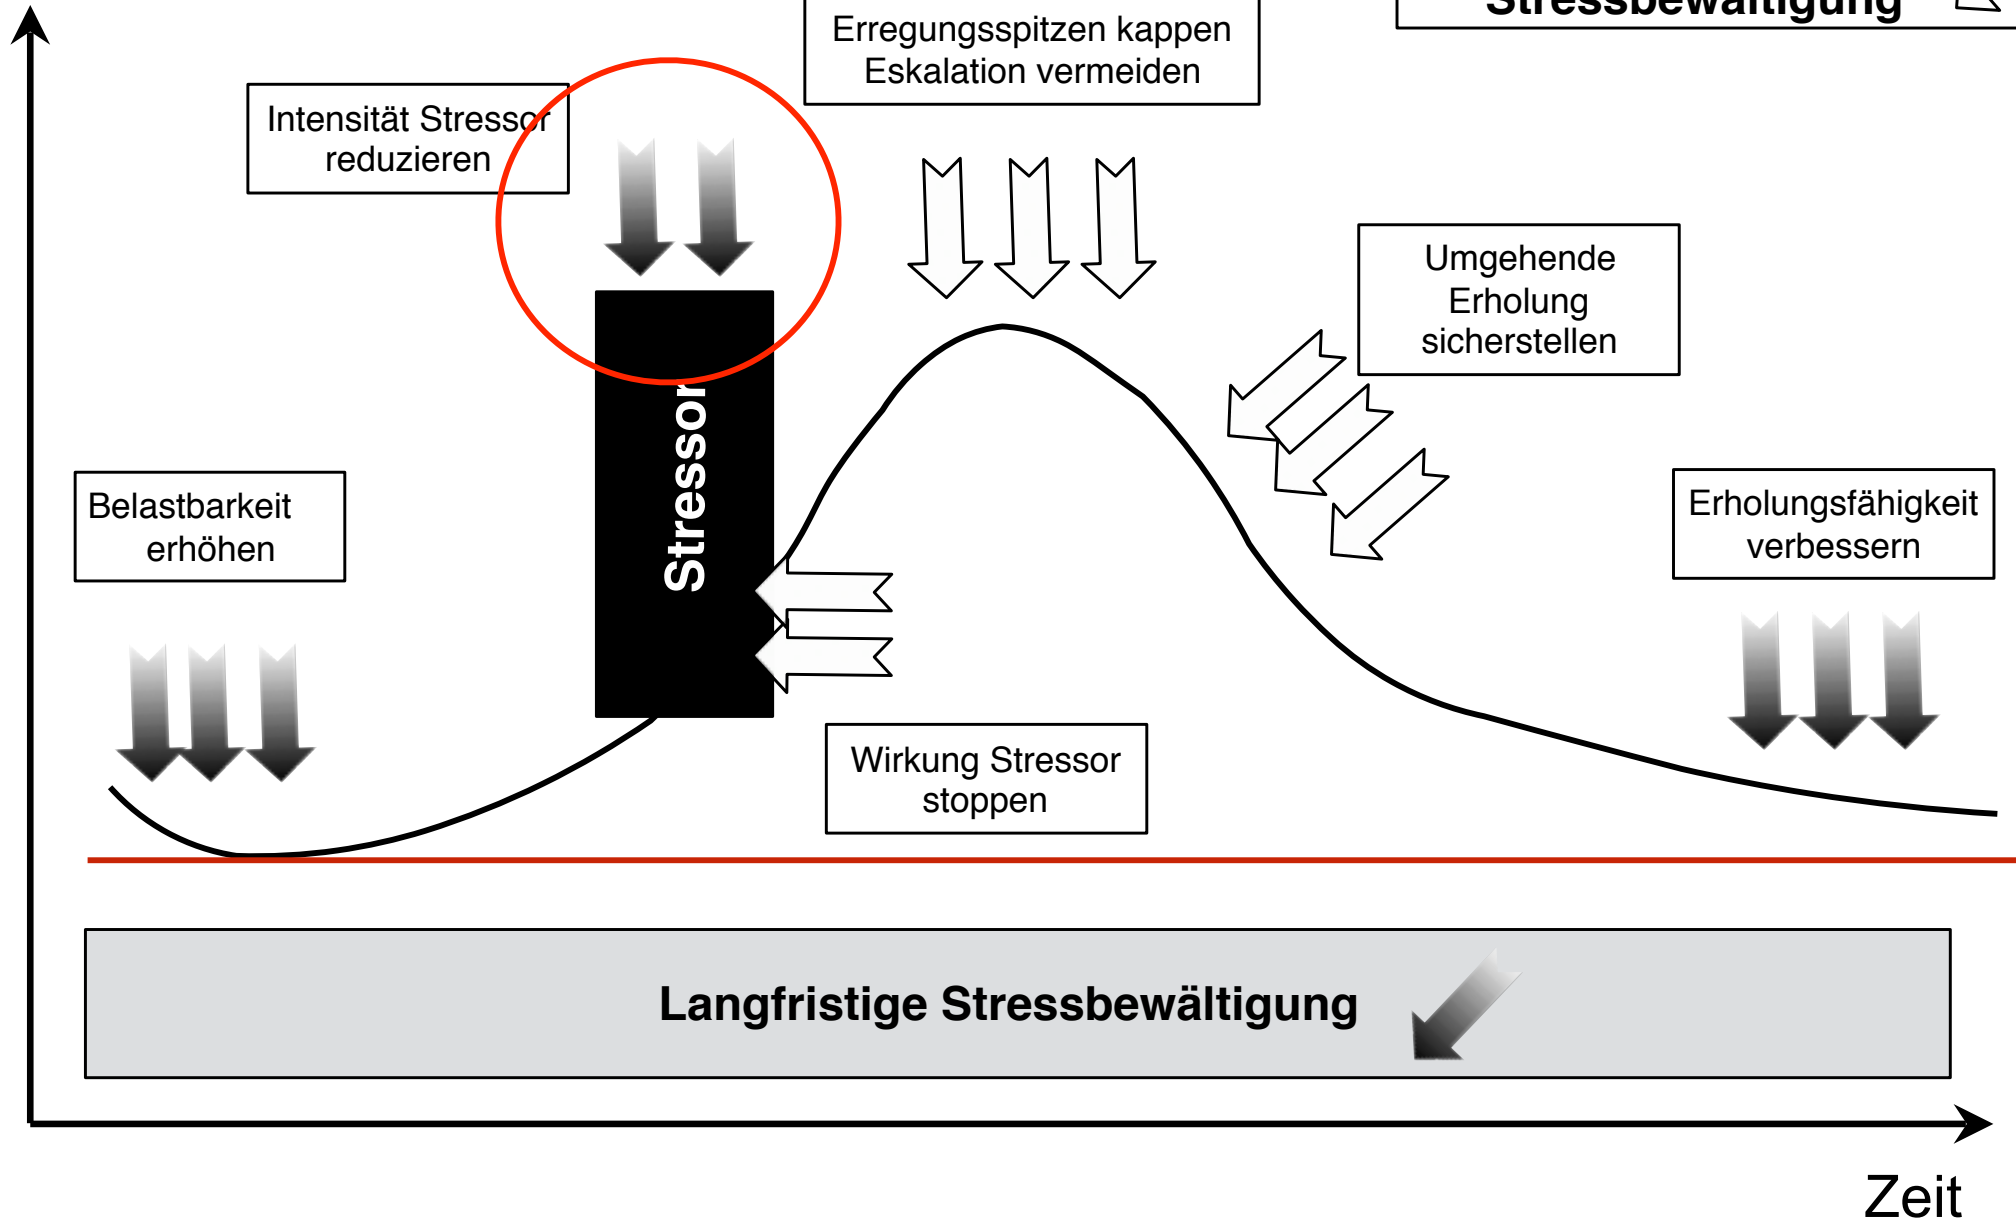 Stressbewältigung
Erregungsspitzen kappen
Eskalation vermeiden
Intensität Stressor
reduzieren
Umgehende
Erholung
sicherstellen
Stressor
Belastbarkeit
erhöhen
Erholungsfähigkeit
verbessern
Wirkung Stressor
stoppen
Langfristige Stressbewältigung
Zeit